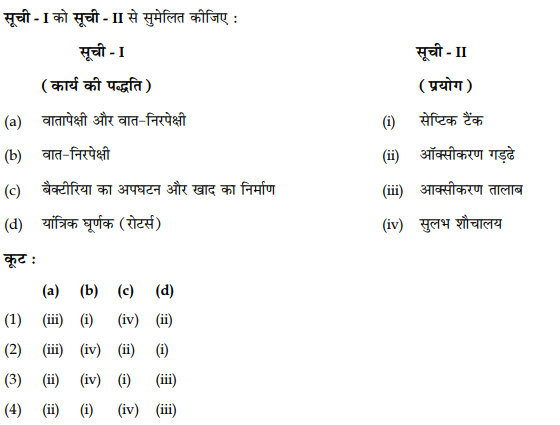 सूची - I को सूची - II से सुमेलित कीजिए :
सूची - I सूची - II
( कार्य की पद्धति ) ( प्रयोग )
(a) वातापेक्षी और वात-निरपेक्षी (i) सेप्टिक टैंक
(b) वात-निरपेक्षी (ii) ऑक्सीकरण गड्ढे
(c) बैक्टीरिया का अपघटन और खाद का निर्माण (iii) आक्सीकरण तालाब
(d) यांत्रिक घूर्णक (रोटर्स) (iv) सुलभ शौचालय
कूट :
(a) (b) (c) (d)
(1) (iii) (i) (iv) (ii)
(2) (iii) (iv) (ii) (i)
(3) (ii) (iv) (i) (iii)
(4) (ii) (i) (iv) (iii)